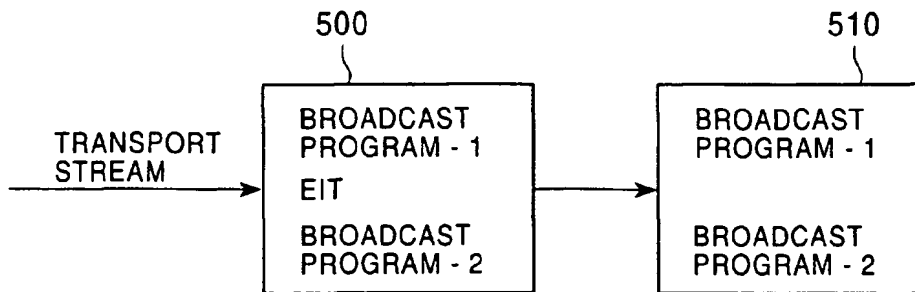 500
510
TRANSPORT
STREAM
BROADCAST
PROGRAM - 1
EIT
BROADCAST
PROGRAM - 2
BROADCAST
PROGRAM - 1
BROADCAST
PROGRAM - 2